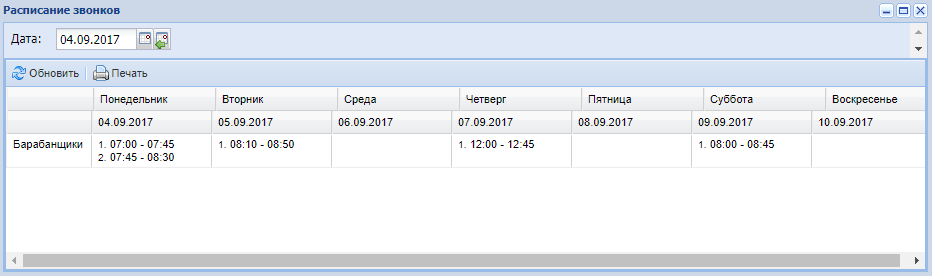 Расписание звонков
Дата: 04.09.2017
Обновить Печать
Понедельник Вторник Среда Четверг Пятница Суббота Воскресенье
04.09.2017 05.09.2017 06.09.2017 07.09.2017 08.09.2017 09.09.2017 10.09.2017
Барабанщики 1. 07:00 - 07:45 1. 08:10 - 08:50 1. 12:00 - 12:45 1. 08:00 - 08:45
2. 07:45 - 08:30